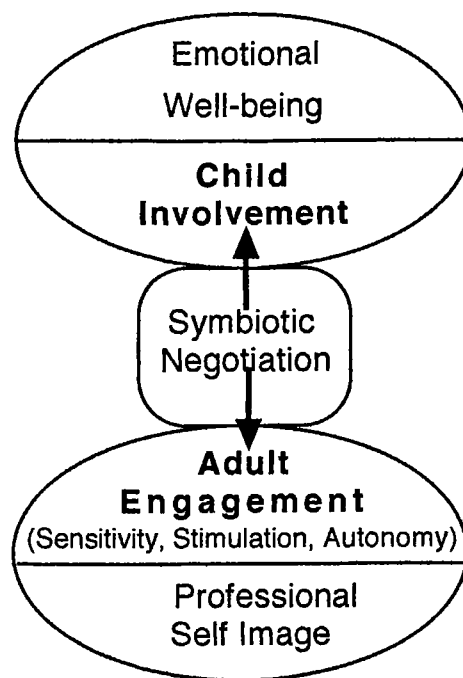 Emotional
Well-being
Child
Involvement
Symbiotic
Negotiation
Adult
Engagement
(Sensitivity, Stimulation, Autonomy)
Professional
Self Image